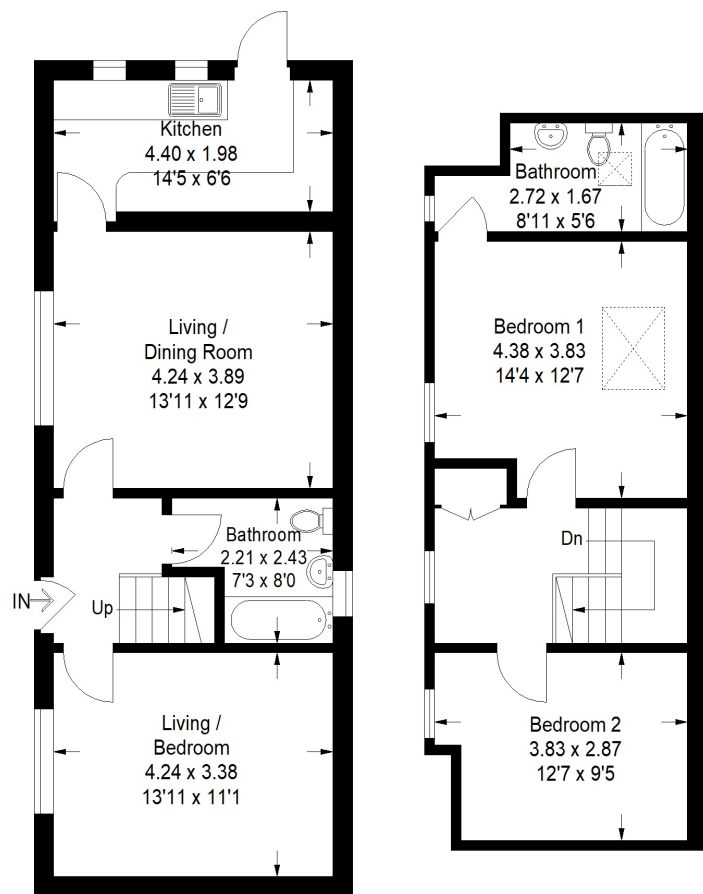 Kitchen
4.40 x 1.98
14'5 x 6'6
Living /
Dining Room
4.24 x 3.89
13'11 x 12'9
Bathroom
2.21 x 2.43
7'3 x 8'0
IN
Up
Living /
Bedroom
4.24 x 3.38
13'11 x 11'1
Bathroom
2.72 x 1.67
8'11 x 5'6
Bedroom 1
4.38 x 3.83
14'4 x 12'7
Dn
Bedroom 2
3.83 x 2.87
12'7 x 9'5